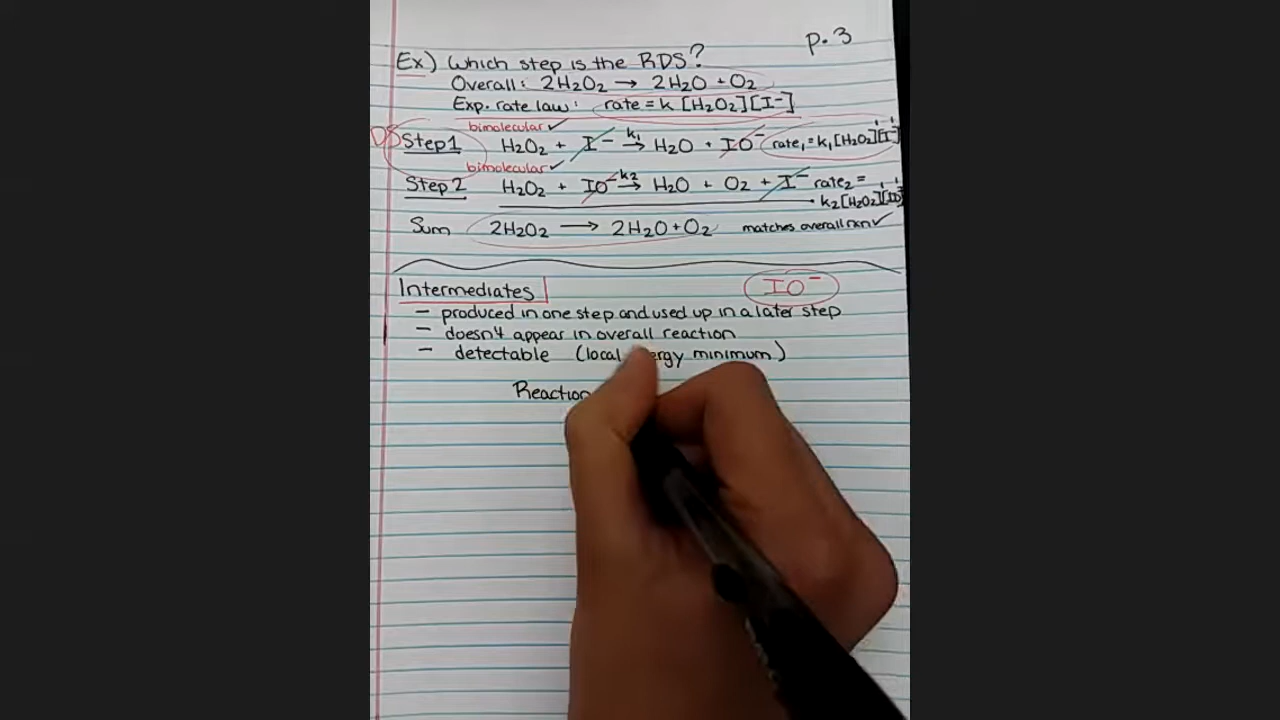 p. 3
Ex) Which step is the RDS?
Overall: 2H₂O₂ → 2H₂O + O₂
Exp. rate law: rate = k [H₂O₂][I⁻]
bimolecular ✓
Step 1 H₂O₂ + I⁻ →k₁ H₂O + IO⁻ rate₁ = k₁[H₂O₂]¹[I⁻]¹
bimolecular ✓
Step 2 H₂O₂ + IO⁻ →k₂ H₂O + O₂ + I⁻ rate₂ =
k₂[H₂O₂]¹
Sum 2H₂O₂ → 2H₂O + O₂ matches overall rxn ✓
Intermediates IO⁻
– produced in one step and used up in a later step
– doesn't appear in overall reaction
– detectable (local minimum)
Reaction